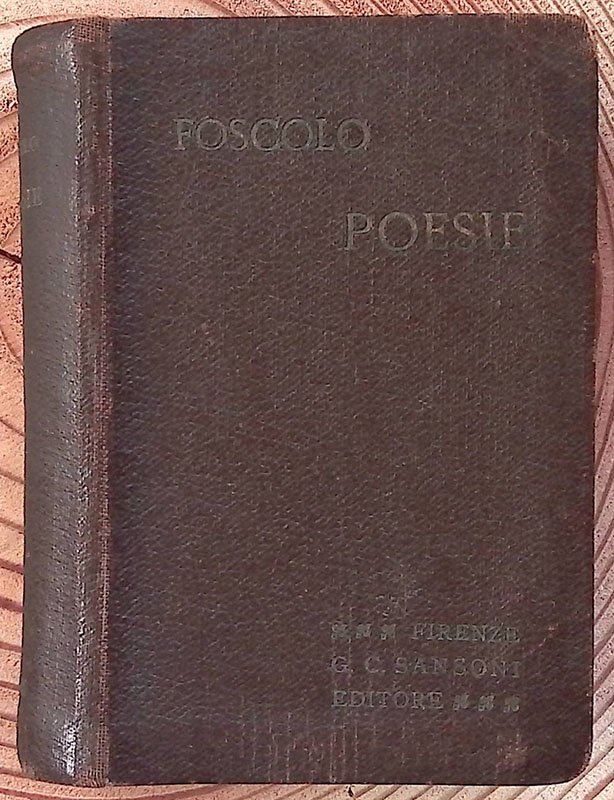 FOSCOLO
POESIE
FIRENZE
G. C. SANSONI
EDITORE